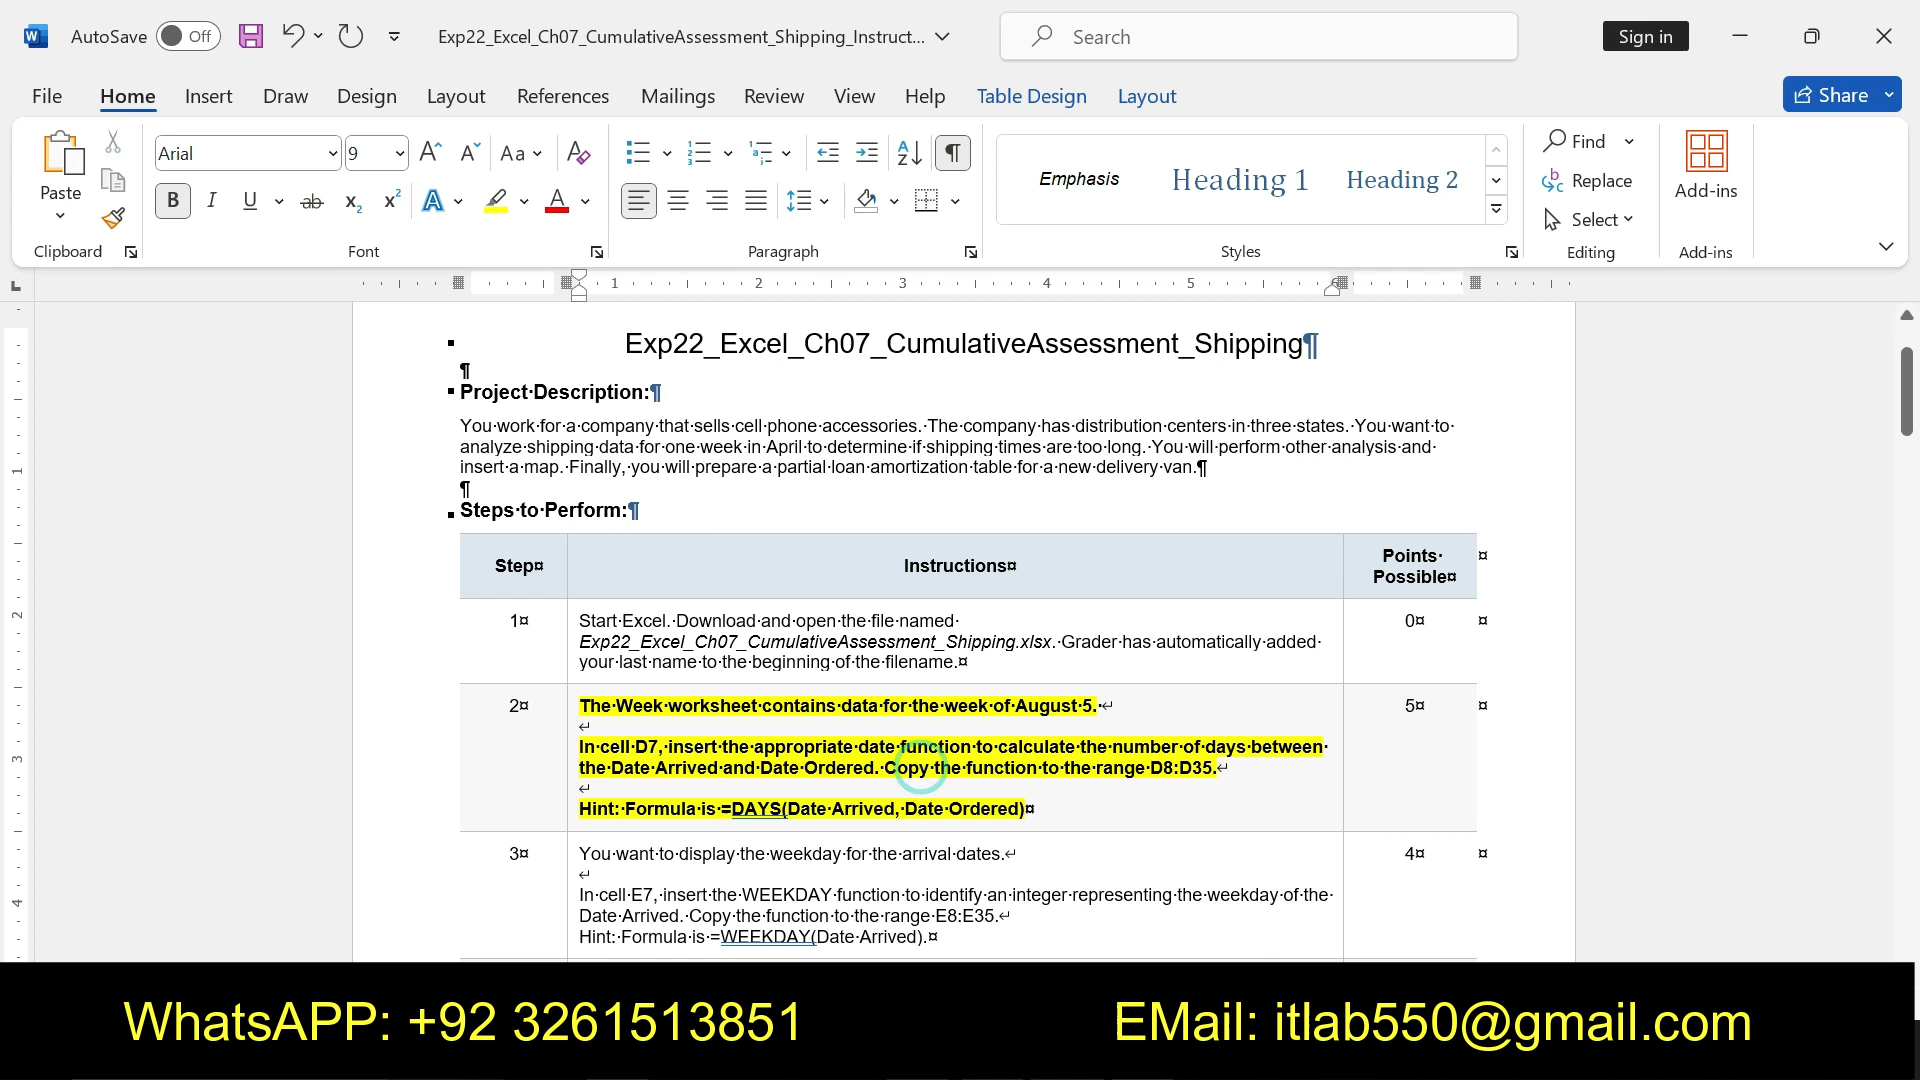 AutoSave Off Exp22_Excel_Ch07_CumulativeAssessment_Shipping_Instruct... Search Sign in
File Home Insert Draw Design Layout References Mailings Review View Help Table Design Layout Share
Paste
Arial 9
Emphasis Heading 1 Heading 2
Find
Replace
Select
Add-ins
Clipboard Font Paragraph Styles Editing Add-ins
1 2 3 4 5 6
Exp22_Excel_Ch07_CumulativeAssessment_Shipping¶
¶
Project·Description:¶
You·work·for·a·company·that·sells·cell·phone·accessories.·The·company·has·distribution·centers·in·three·states.·You·want·to·
analyze·shipping·data·for·one·week·in·April·to·determine·if·shipping·times·are·too·long.·You·will·perform·other·analysis·and·
insert·a·map.·Finally,·you·will·prepare·a·partial·loan·amortization·table·for·a·new·delivery·van.¶
¶
Steps·to·Perform:¶
Step¤ Instructions¤ Points· Possible¤ ¤
1¤ Start·Excel.·Download·and·open·the·file·named· 0¤ ¤
Exp22_Excel_Ch07_CumulativeAssessment_Shipping.xlsx.·Grader·has·automatically·added·
your·last·name·to·the·beginning·of·the·filename.¤
2¤ The·Week·worksheet·contains·data·for·the·week·of·August·5.·↵ 5¤ ¤
↵
In·cell·D7,·insert·the·appropriate·date·function·to·calculate·the·number·of·days·between·
the·Date·Arrived·and·Date·Ordered.·Copy·the·function·to·the·range·D8:D35.↵
↵
Hint:·Formula·is·=DAYS(Date·Arrived,·Date·Ordered)¤
3¤ You·want·to·display·the·weekday·for·the·arrival·dates.↵ 4¤ ¤
↵
In·cell·E7,·insert·the·WEEKDAY·function·to·identify·an·integer·representing·the·weekday·of·the·
Date·Arrived.·Copy·the·function·to·the·range·E8:E35.↵
Hint:·Formula·is·=WEEKDAY(Date·Arrived).¤
WhatsAPP: +92 3261513851 EMail: itlab550@gmail.com